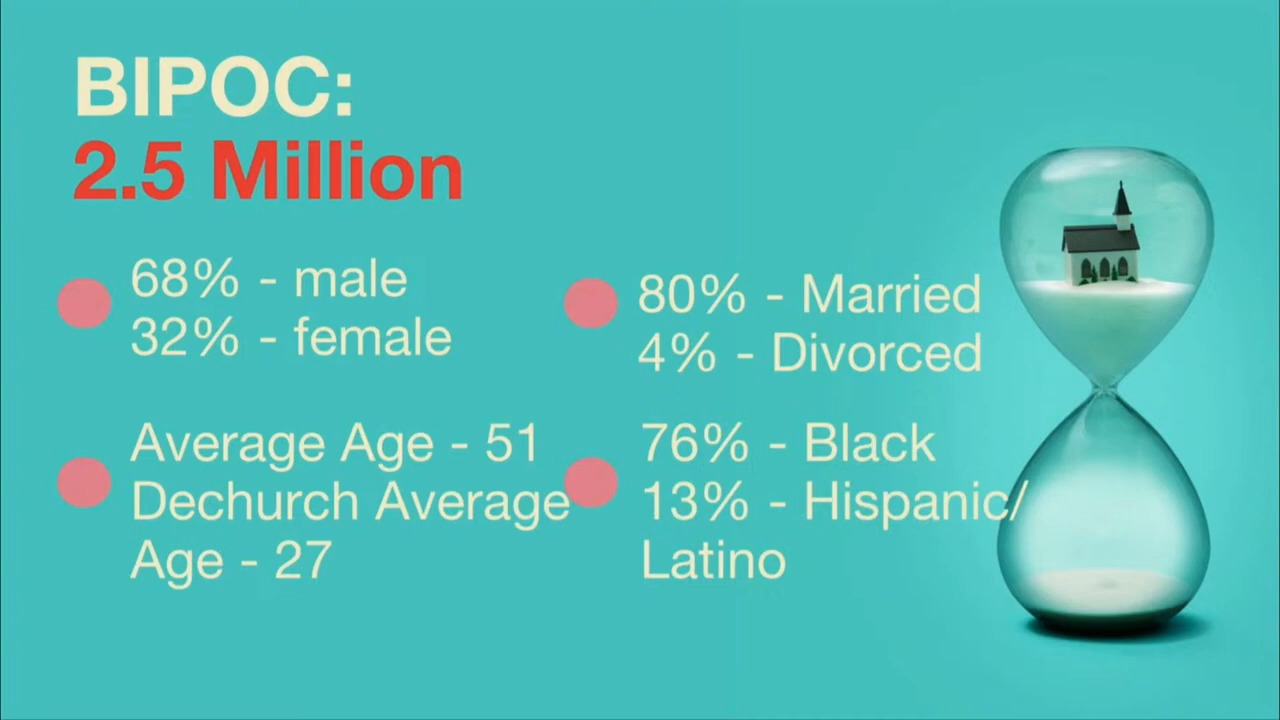 BIPOC:
2.5 Million
68% - male
32% - female
80% - Married
4% - Divorced
Average Age - 51
Dechurch Average
Age - 27
76% - Black
13% - Hispanic/
Latino